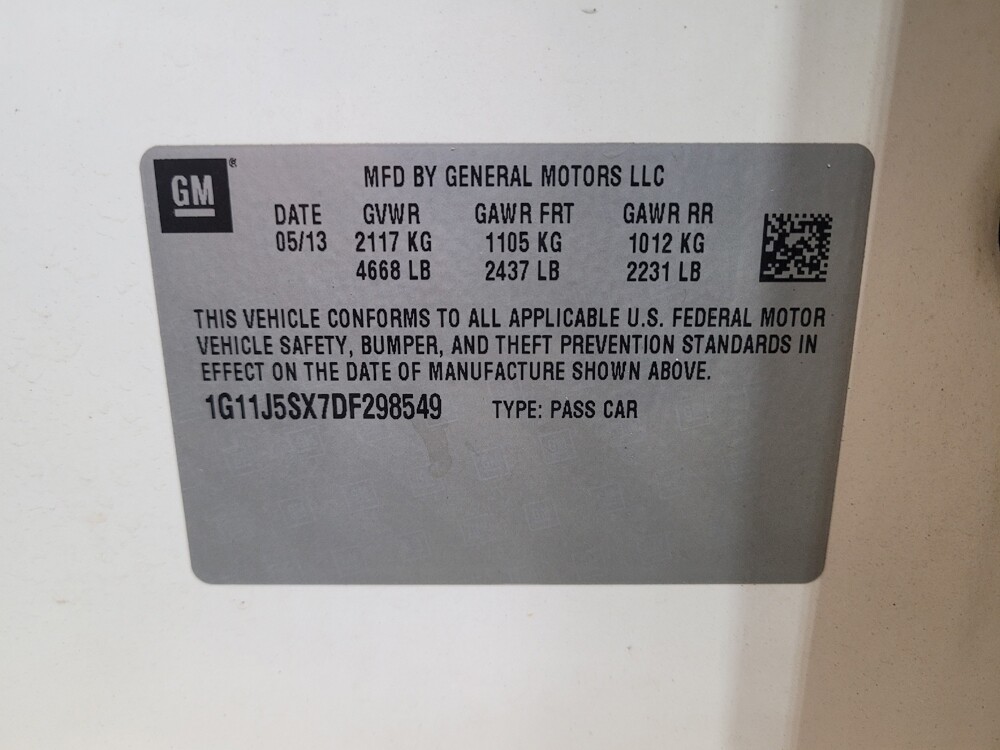 GM®
MFD BY GENERAL MOTORS LLC
DATE GVWR GAWR FRT GAWR RR
05/13 2117 KG 1105 KG 1012 KG
4668 LB 2437 LB 2231 LB
THIS VEHICLE CONFORMS TO ALL APPLICABLE U.S. FEDERAL MOTOR
VEHICLE SAFETY, BUMPER, AND THEFT PREVENTION STANDARDS IN
EFFECT ON THE DATE OF MANUFACTURE SHOWN ABOVE.
1G11J5SX7DF298549 TYPE: PASS CAR